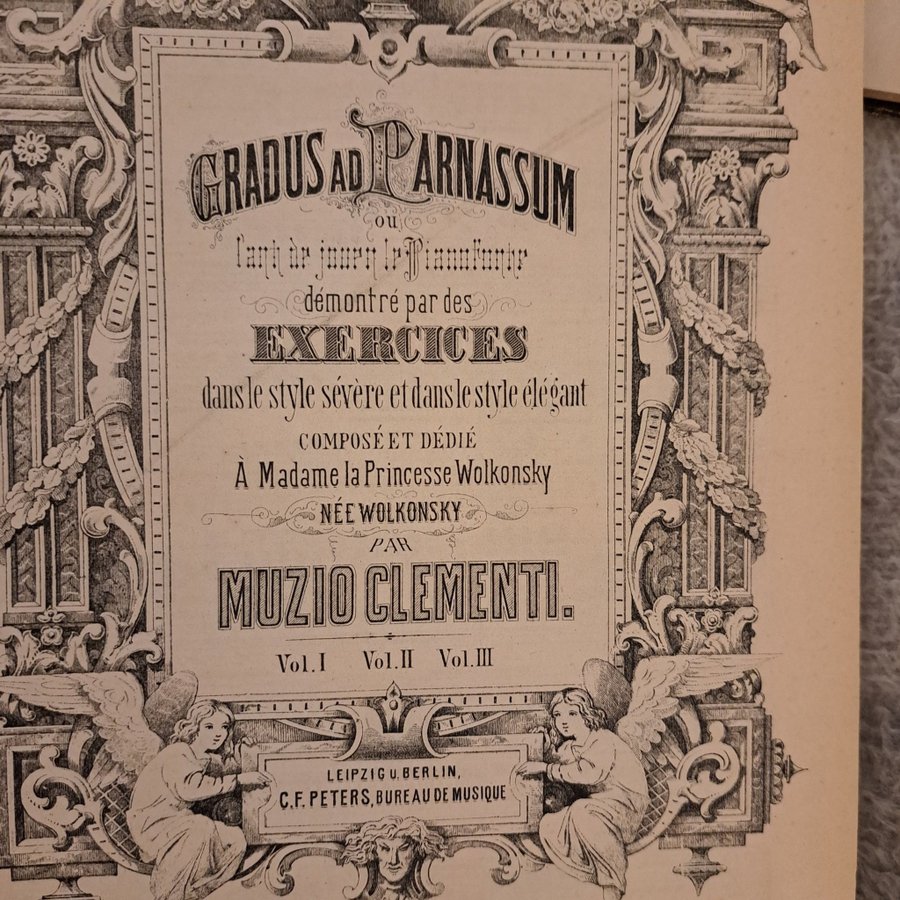 GRADUS AD PARNASSUM
ou
l'art de jouer le Pianoforte
démontré par des
EXERCICES
dans le style sévère et dans le style élégant
COMPOSÉ ET DÉDIÉ
À Madame la Princesse Wolkonsky
NÉE WOLKONSKY
PAR
MUZIO CLEMENTI.
Vol. I Vol. II Vol. III
LEIPZIG u. BERLIN,
C. F. PETERS, BUREAU DE MUSIQUE